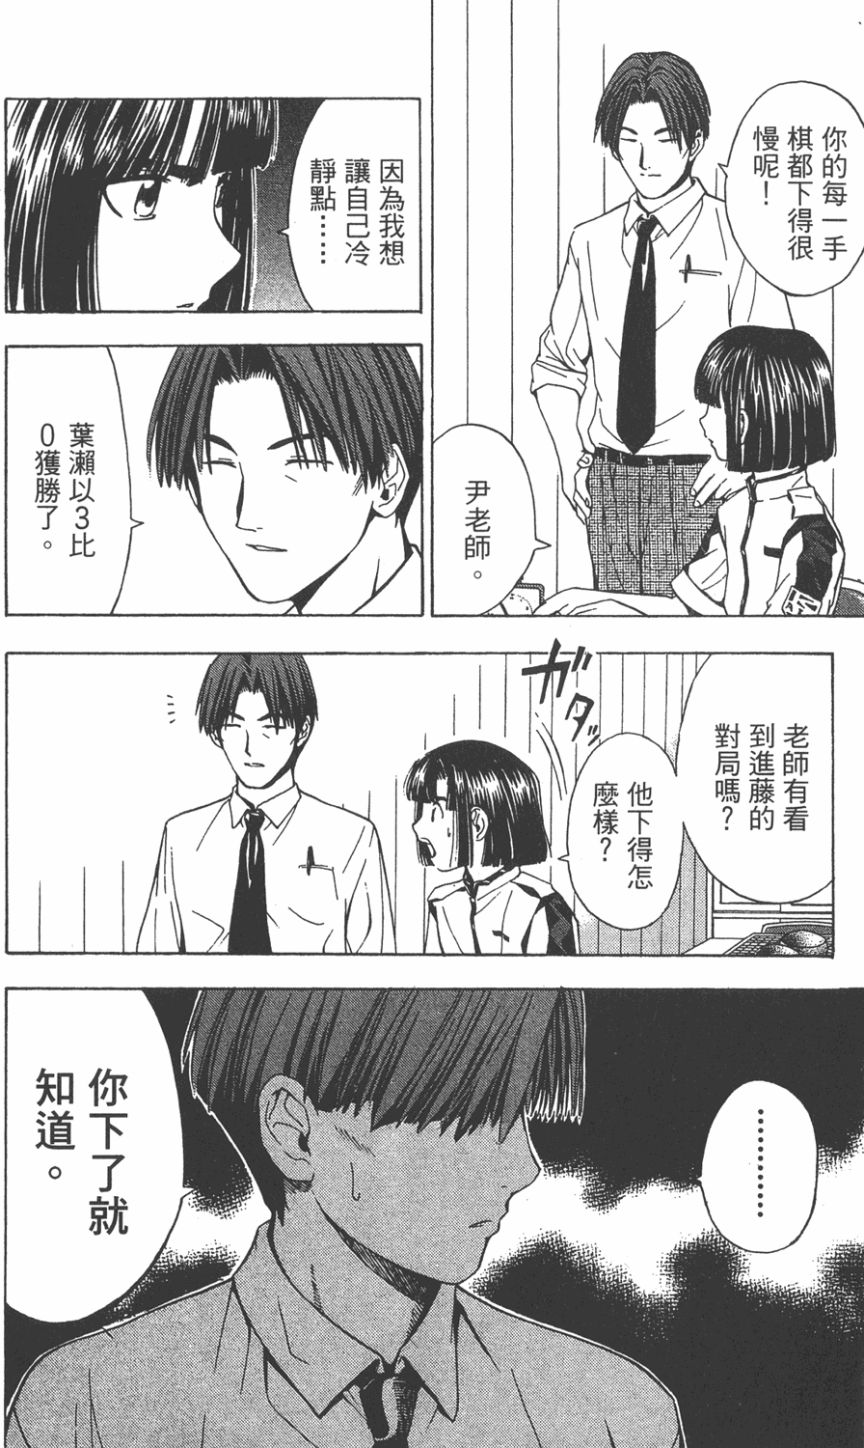 你的每一手
棋都下得很
慢呢！
尹老師。
因為我想
讓自己冷
靜點……
葉瀨以3比
0獲勝了。
老師有看
到進藤的
對局嗎？
他下得怎
麼樣？
ガタッ
…………
你下了就
知道。